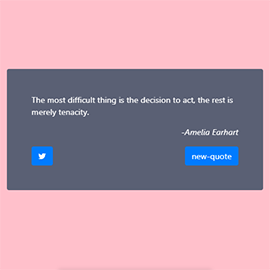 The most difficult thing is the decision to act, the rest is
merely tenacity.
-Amelia Earhart
new-quote